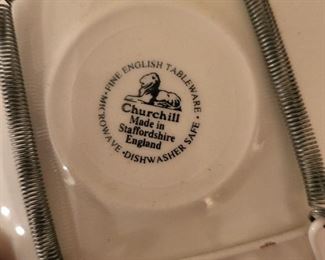 • FINE ENGLISH TABLEWARE •
Churchill
Made in
Staffordshire
England
MICROWAVE • DISHWASHER SAFE